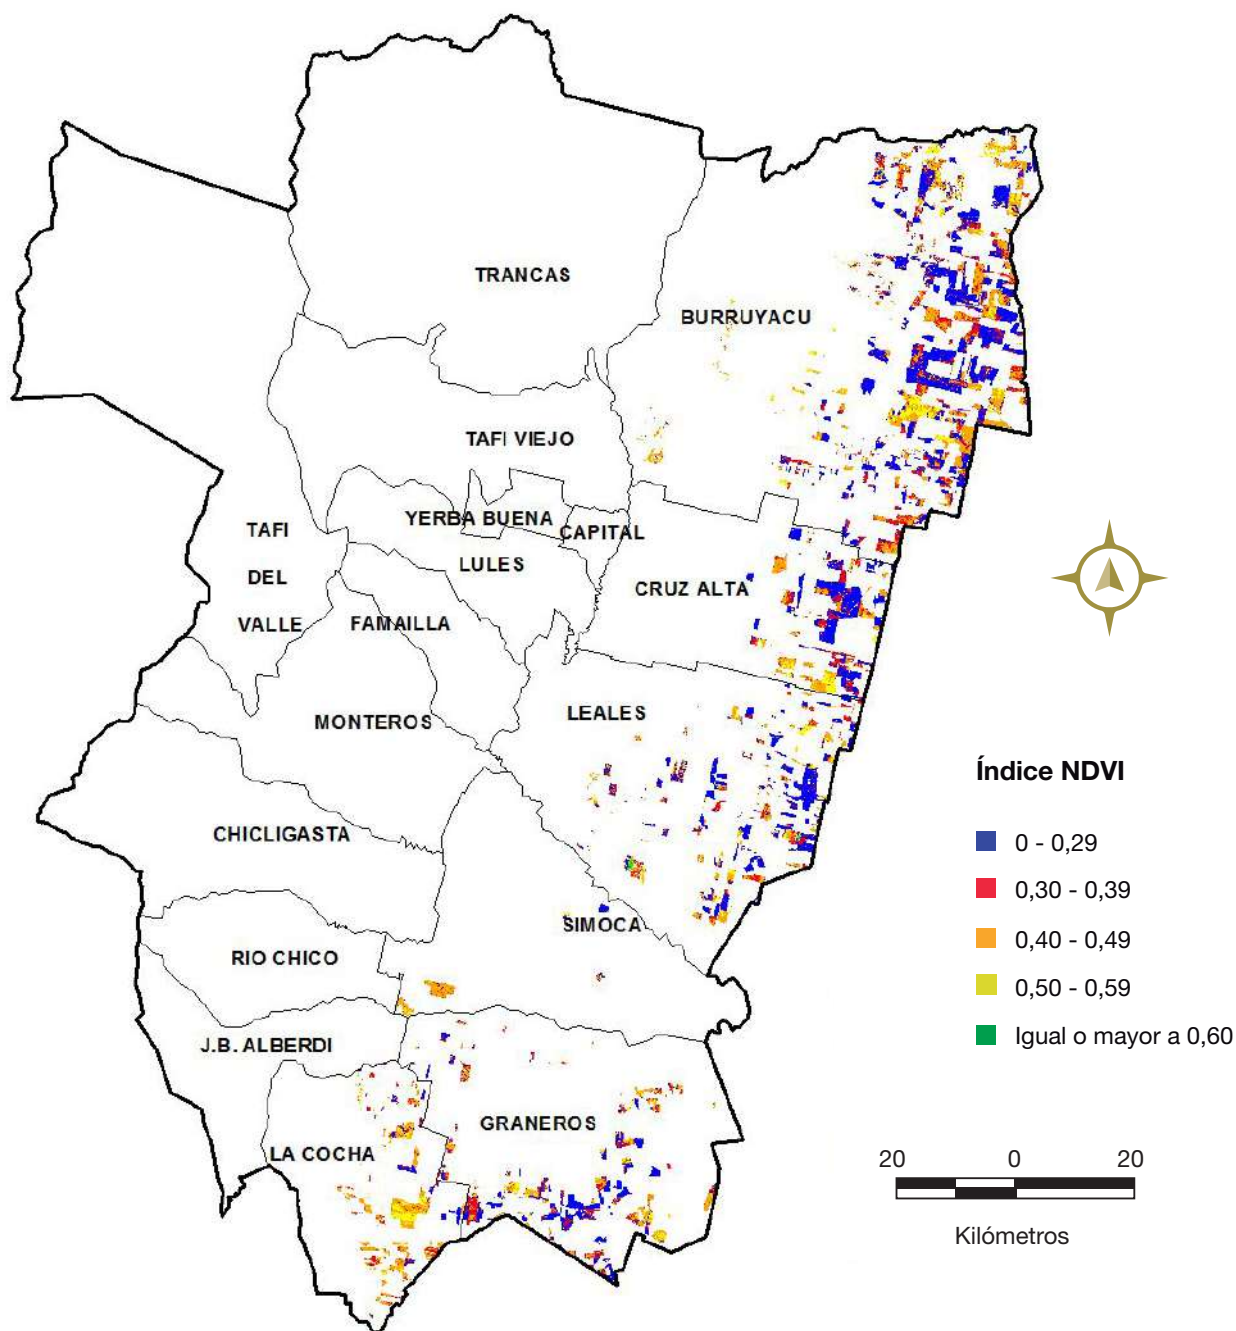 TRANCAS
BURRUYACU
TAFI VIEJO
YERBA BUENA
CAPITAL
TAFI
DEL
VALLE
LULES
CRUZ ALTA
FAMAILLA
LEALES
MONTEROS
CHICLIGASTA
SIMOCA
RIO CHICO
J.B. ALBERDI
GRANEROS
LA COCHA
Índice NDVI
0 - 0,29
0,30 - 0,39
0,40 - 0,49
0,50 - 0,59
Igual o mayor a 0,60
20 0 20
Kilómetros